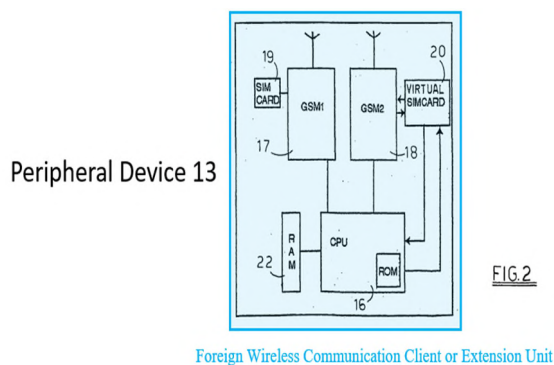 19
20
SIM
CARD
GSM1
GSM2
VIRTUAL
SIMCARD
17
18
Peripheral Device 13
RAM
CPU
22
ROM
16
FIG.2
Foreign Wireless Communication Client or Extension Unit